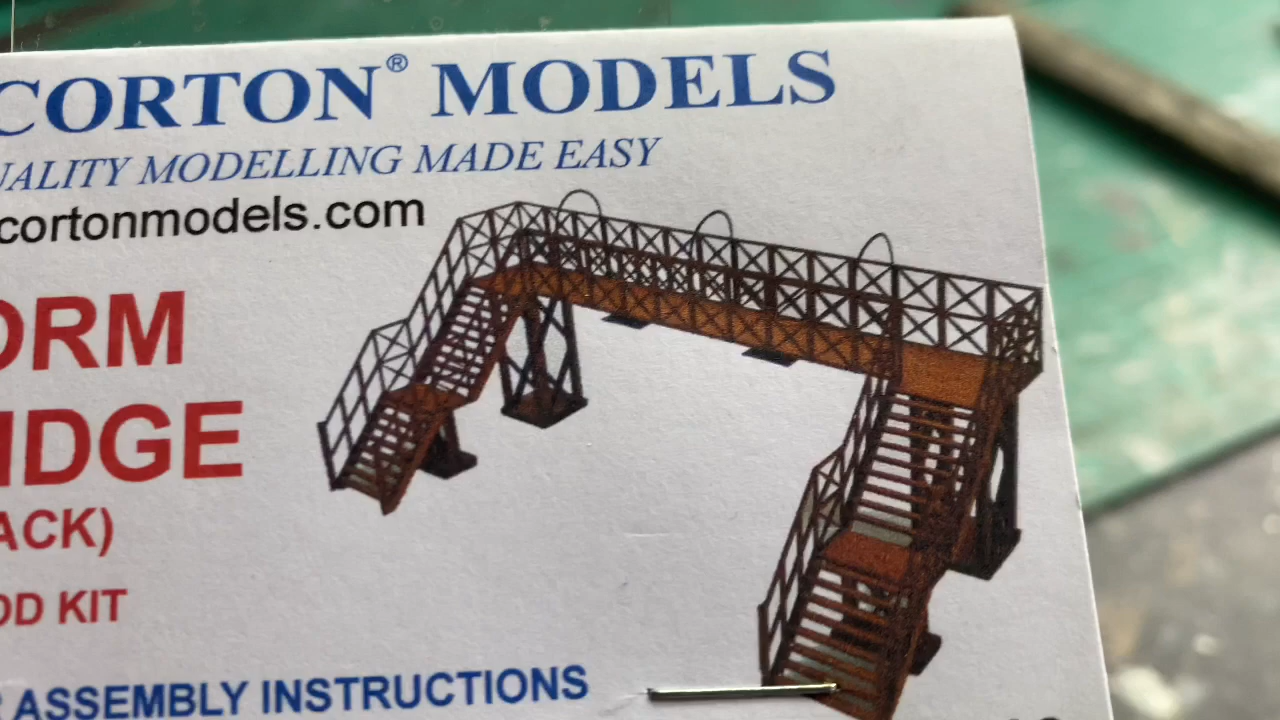 CORTON® MODELS
UALITY MODELLING MADE EASY
cortonmodels.com
ORM
IDGE
ACK)
OD KIT
ASSEMBLY INSTRUCTIONS